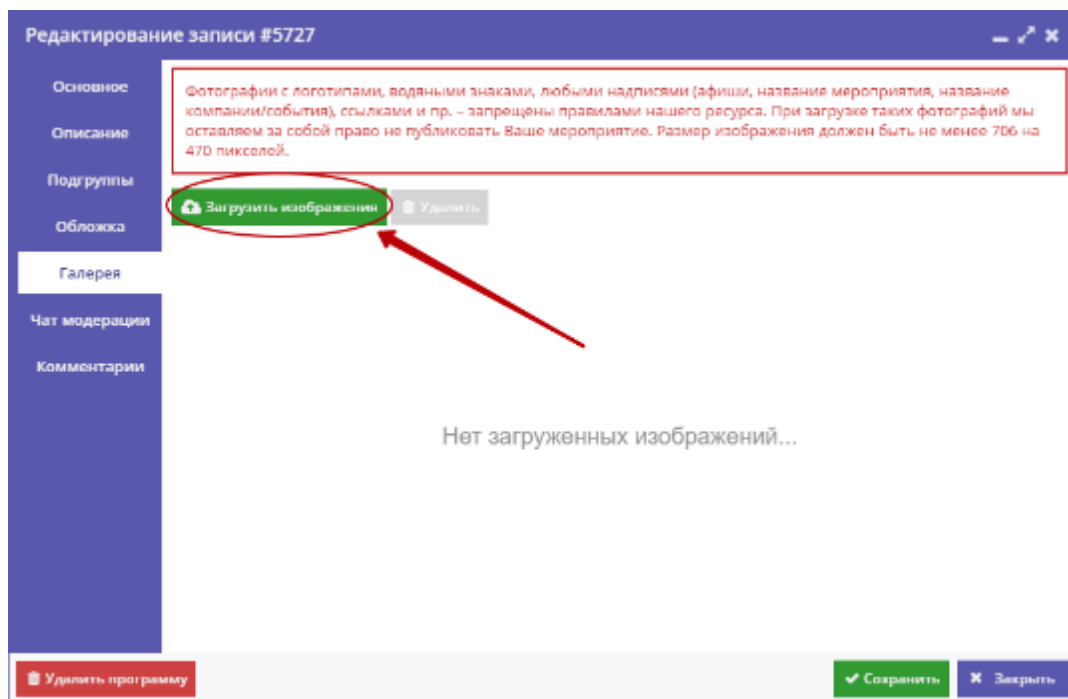 Редактирование записи #5727
Основное
Описание
Подгруппы
Обложка
Галерея
Чат модерации
Комментарии
Фотографии с логотипами, водяными знаками, любыми надписями (афиши, название мероприятия, название
компании/события), ссылками и пр. – запрещены правилами нашего ресурса. При загрузке таких фотографий мы
оставляем за собой право не публиковать Ваше мероприятие. Размер изображения должен быть не менее 706 на
470 пикселей.
Загрузить изображения
Удалить
Нет загруженных изображений...
Удалить программу
Сохранить
Закрыть